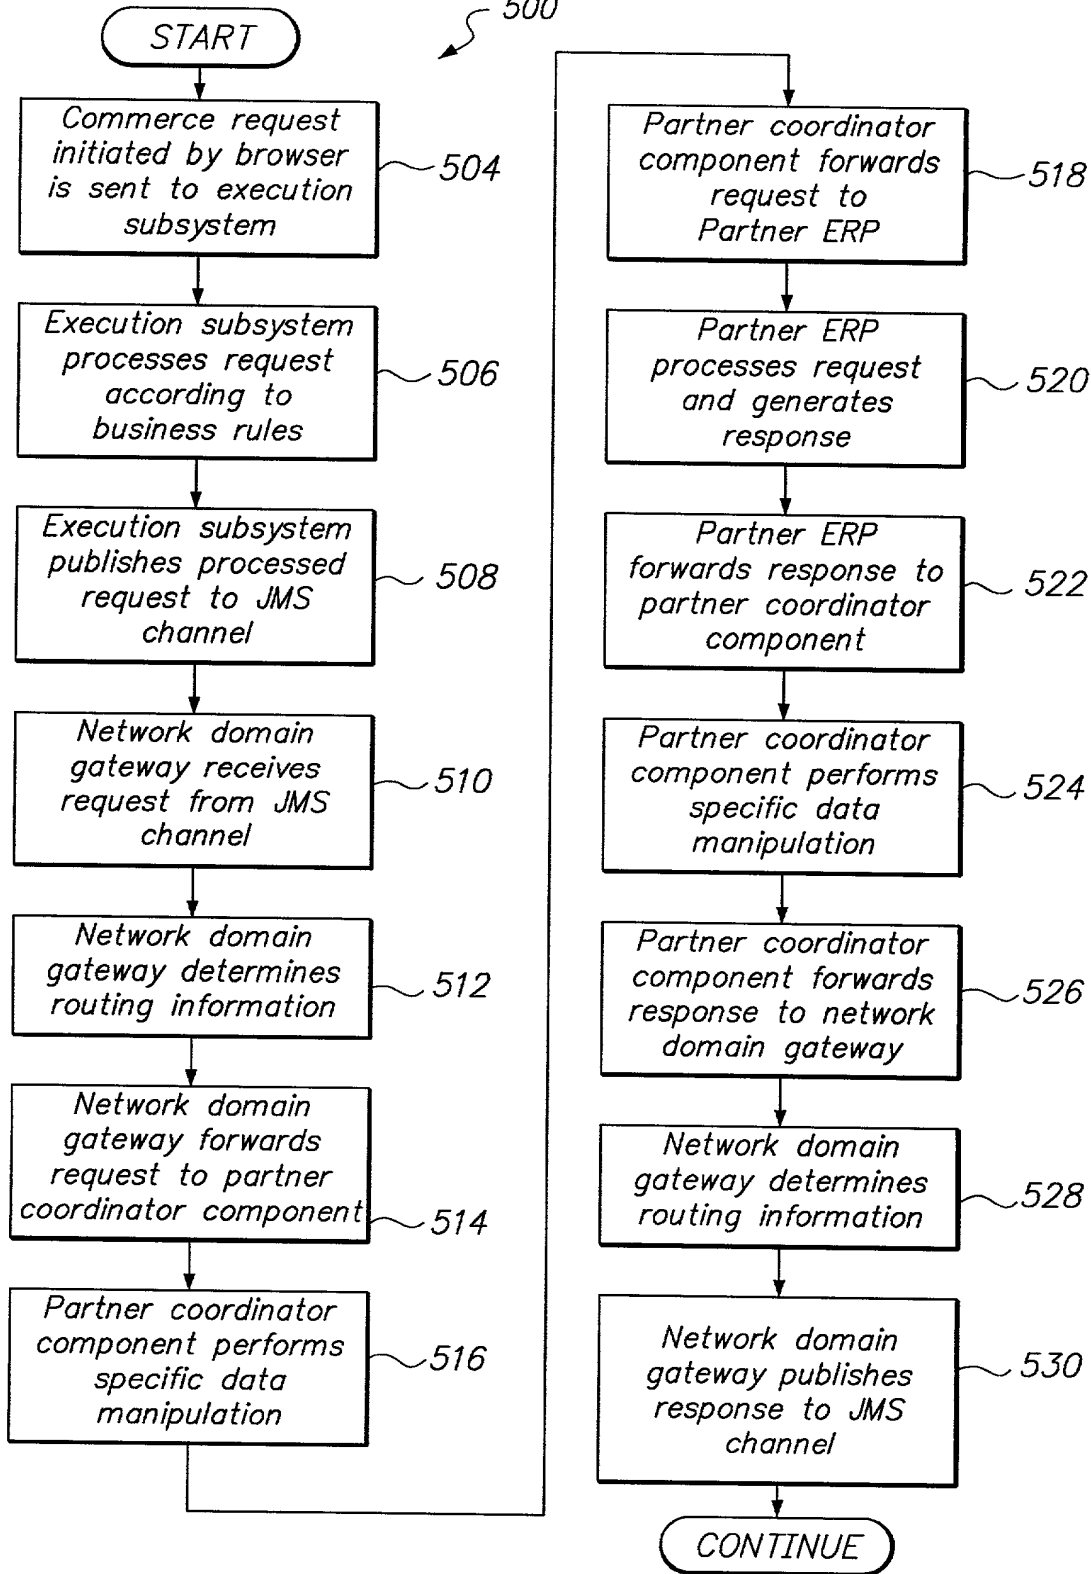 500
START
Commerce request
initiated by browser
is sent to execution
subsystem
504
Execution subsystem
processes request
according to
business rules
506
Execution subsystem
publishes processed
request to JMS
channel
508
Network domain
gateway receives
request from JMS
channel
510
Network domain
gateway determines
routing information
512
Network domain
gateway forwards
request to partner
coordinator component
514
Partner coordinator
component performs
specific data
manipulation
516
Partner coordinator
component forwards
request to
Partner ERP
518
Partner ERP
processes request
and generates
response
520
Partner ERP
forwards response to
partner coordinator
component
522
Partner coordinator
component performs
specific data
manipulation
524
Partner coordinator
component forwards
response to network
domain gateway
526
Network domain
gateway determines
routing information
528
Network domain
gateway publishes
response to JMS
channel
530
CONTINUE